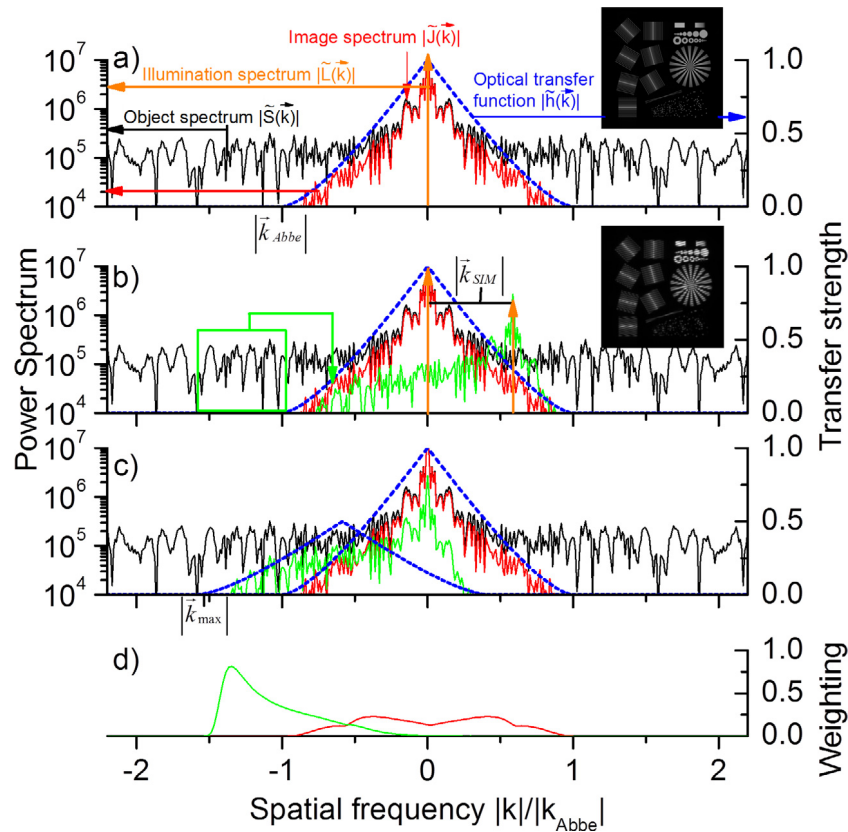 Image spectrum |J̃(k⃗)|
a)
Illumination spectrum |L̃(k⃗)|
Optical transfer
function |h̃(k⃗)|
Object spectrum |S̃(k⃗)|
10⁷
10⁶
10⁵
10⁴
1.0
0.5
0.0
|k⃗ Abbe|
b)
|k⃗ SIM|
10⁷
10⁶
10⁵
10⁴
1.0
0.5
0.0
c)
10⁷
10⁶
10⁵
10⁴
1.0
0.5
0.0
|k⃗ max|
Power Spectrum
Transfer strength
d)
1.0
0.5
0.0
Weighting
-2 -1 0 1 2
Spatial frequency |k|/|k_Abbe|